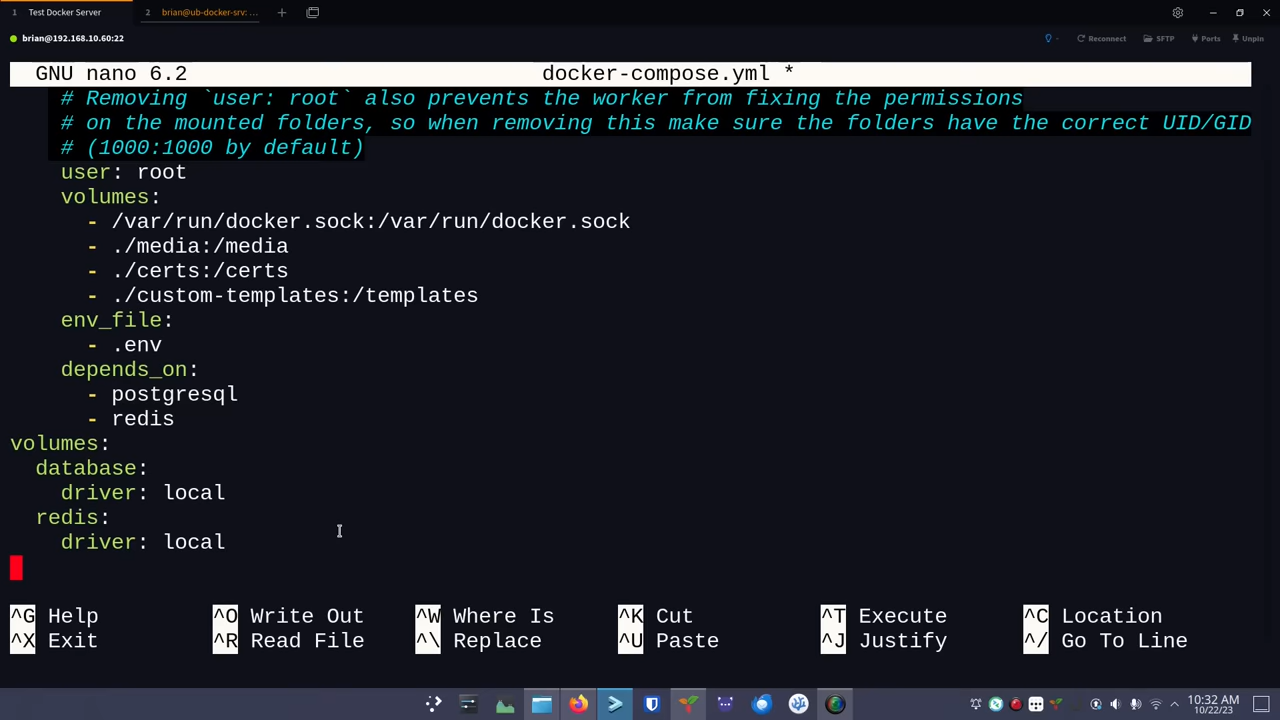 1 Test Docker Server 2 brian@ub-docker-srv: ...
brian@192.168.10.60:22 Reconnect SFTP Ports Unpin
GNU nano 6.2 docker-compose.yml *
# Removing `user: root` also prevents the worker from fixing the permissions
# on the mounted folders, so when removing this make sure the folders have the correct UID/GID
# (1000:1000 by default)
user: root
volumes:
- /var/run/docker.sock:/var/run/docker.sock
- ./media:/media
- ./certs:/certs
- ./custom-templates:/templates
env_file:
- .env
depends_on:
- postgresql
- redis
volumes:
database:
driver: local
redis:
driver: local
^G Help ^O Write Out ^W Where Is ^K Cut ^T Execute ^C Location
^X Exit ^R Read File ^\ Replace ^U Paste ^J Justify ^/ Go To Line
10:32 AM
10/22/23